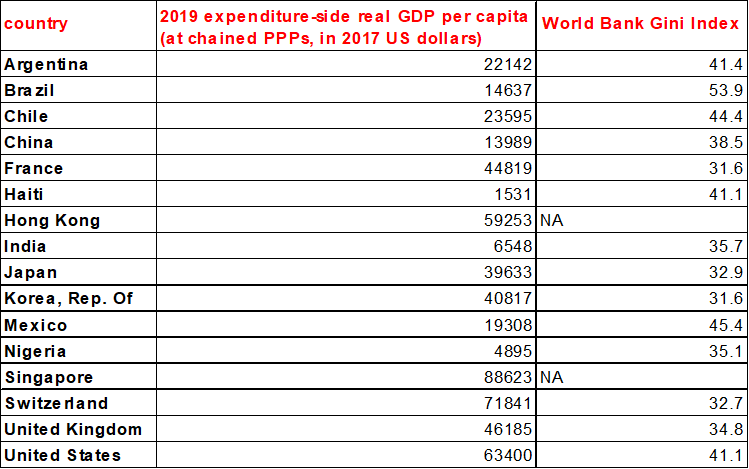 country 2019 expenditure-side real GDP per capita World Bank Gini Index
(at chained PPPs, in 2017 US dollars)
Argentina 22142 41.4
Brazil 14637 53.9
Chile 23595 44.4
China 13989 38.5
France 44819 31.6
Haiti 1531 41.1
Hong Kong 59253 NA
India 6548 35.7
Japan 39633 32.9
Korea, Rep. Of 40817 31.6
Mexico 19308 45.4
Nigeria 4895 35.1
Singapore 88623 NA
Switzerland 71841 32.7
United Kingdom 46185 34.8
United States 63400 41.1